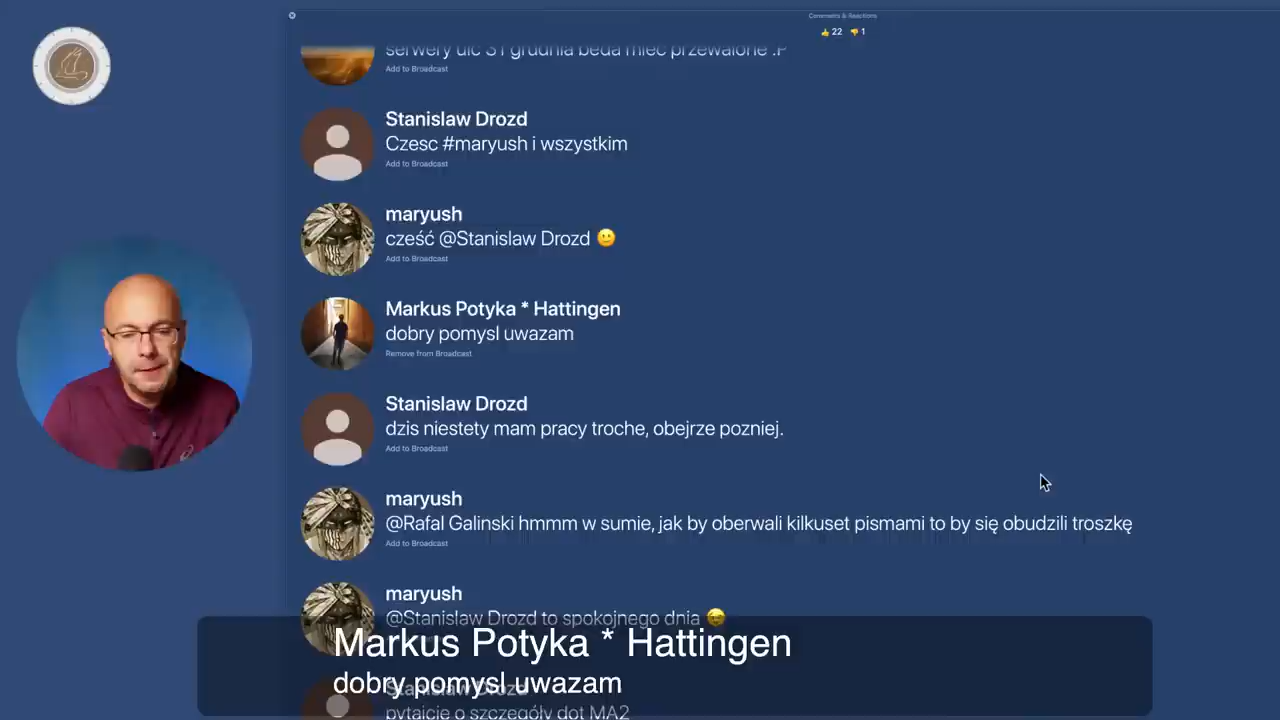 Comments & Reactions
👍 22 👎 1
serwery dic 31 grudnia beda miec przewalone :P
Add to Broadcast
Stanislaw Drozd
Czesc #maryush i wszystkim
Add to Broadcast
maryush
cześć @Stanislaw Drozd 🙂
Add to Broadcast
Markus Potyka * Hattingen
dobry pomysl uwazam
Remove from Broadcast
Stanislaw Drozd
dzis niestety mam pracy troche, obejrze pozniej.
Add to Broadcast
maryush
@Rafal Galinski hmmm w sumie, jak by oberwali kilkuset pismami to by się obudzili troszkę
Add to Broadcast
maryush
@Stanislaw Drozd to spokojnego dnia 😉
Markus Potyka * Hattingen
dobry pomysl uwazam
Stanislaw Drozd
pytajcie o szczegóły dot MA2